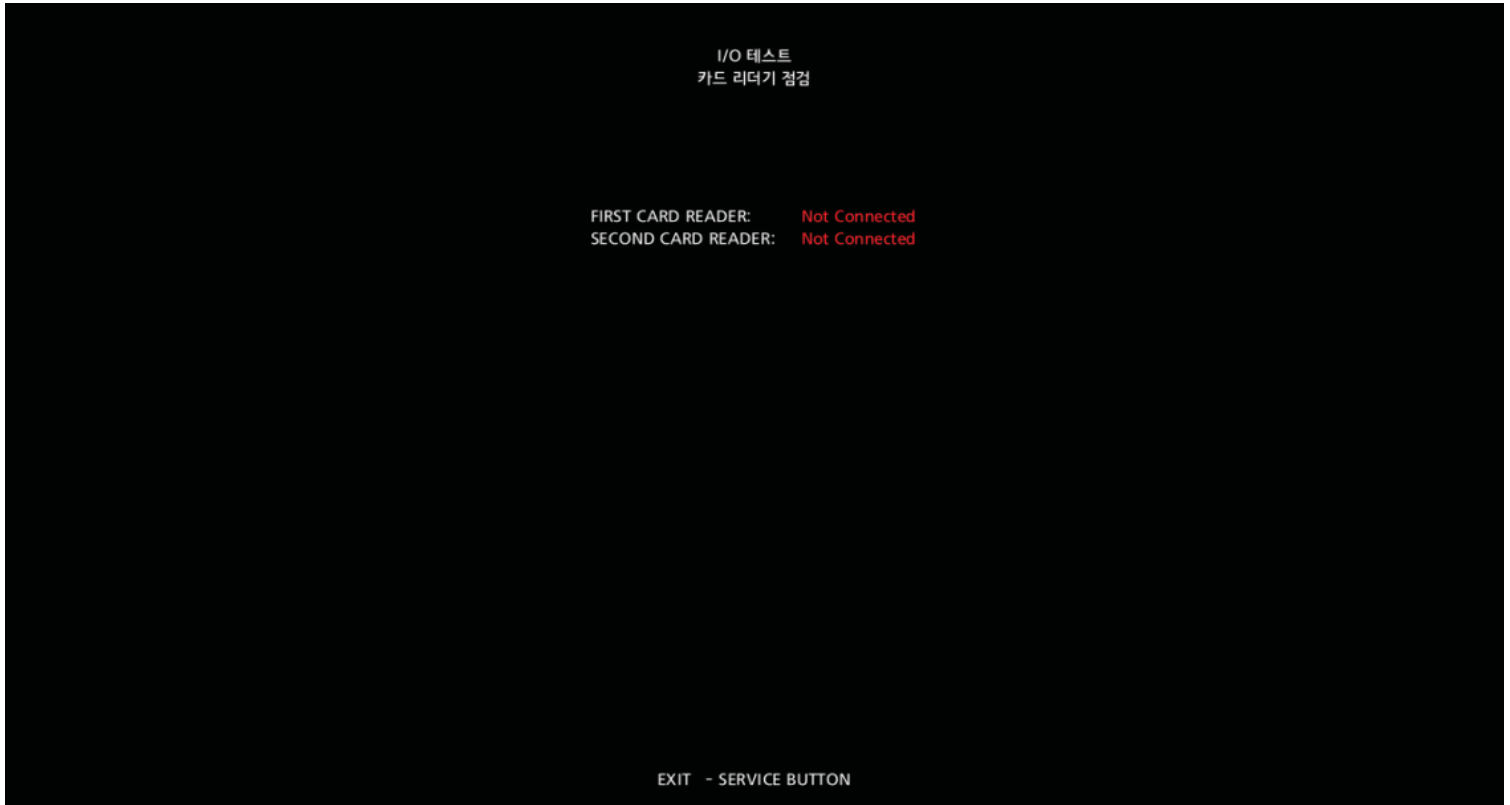 I/O 테스트
카드 리더기 점검
FIRST CARD READER: Not Connected
SECOND CARD READER: Not Connected
EXIT - SERVICE BUTTON